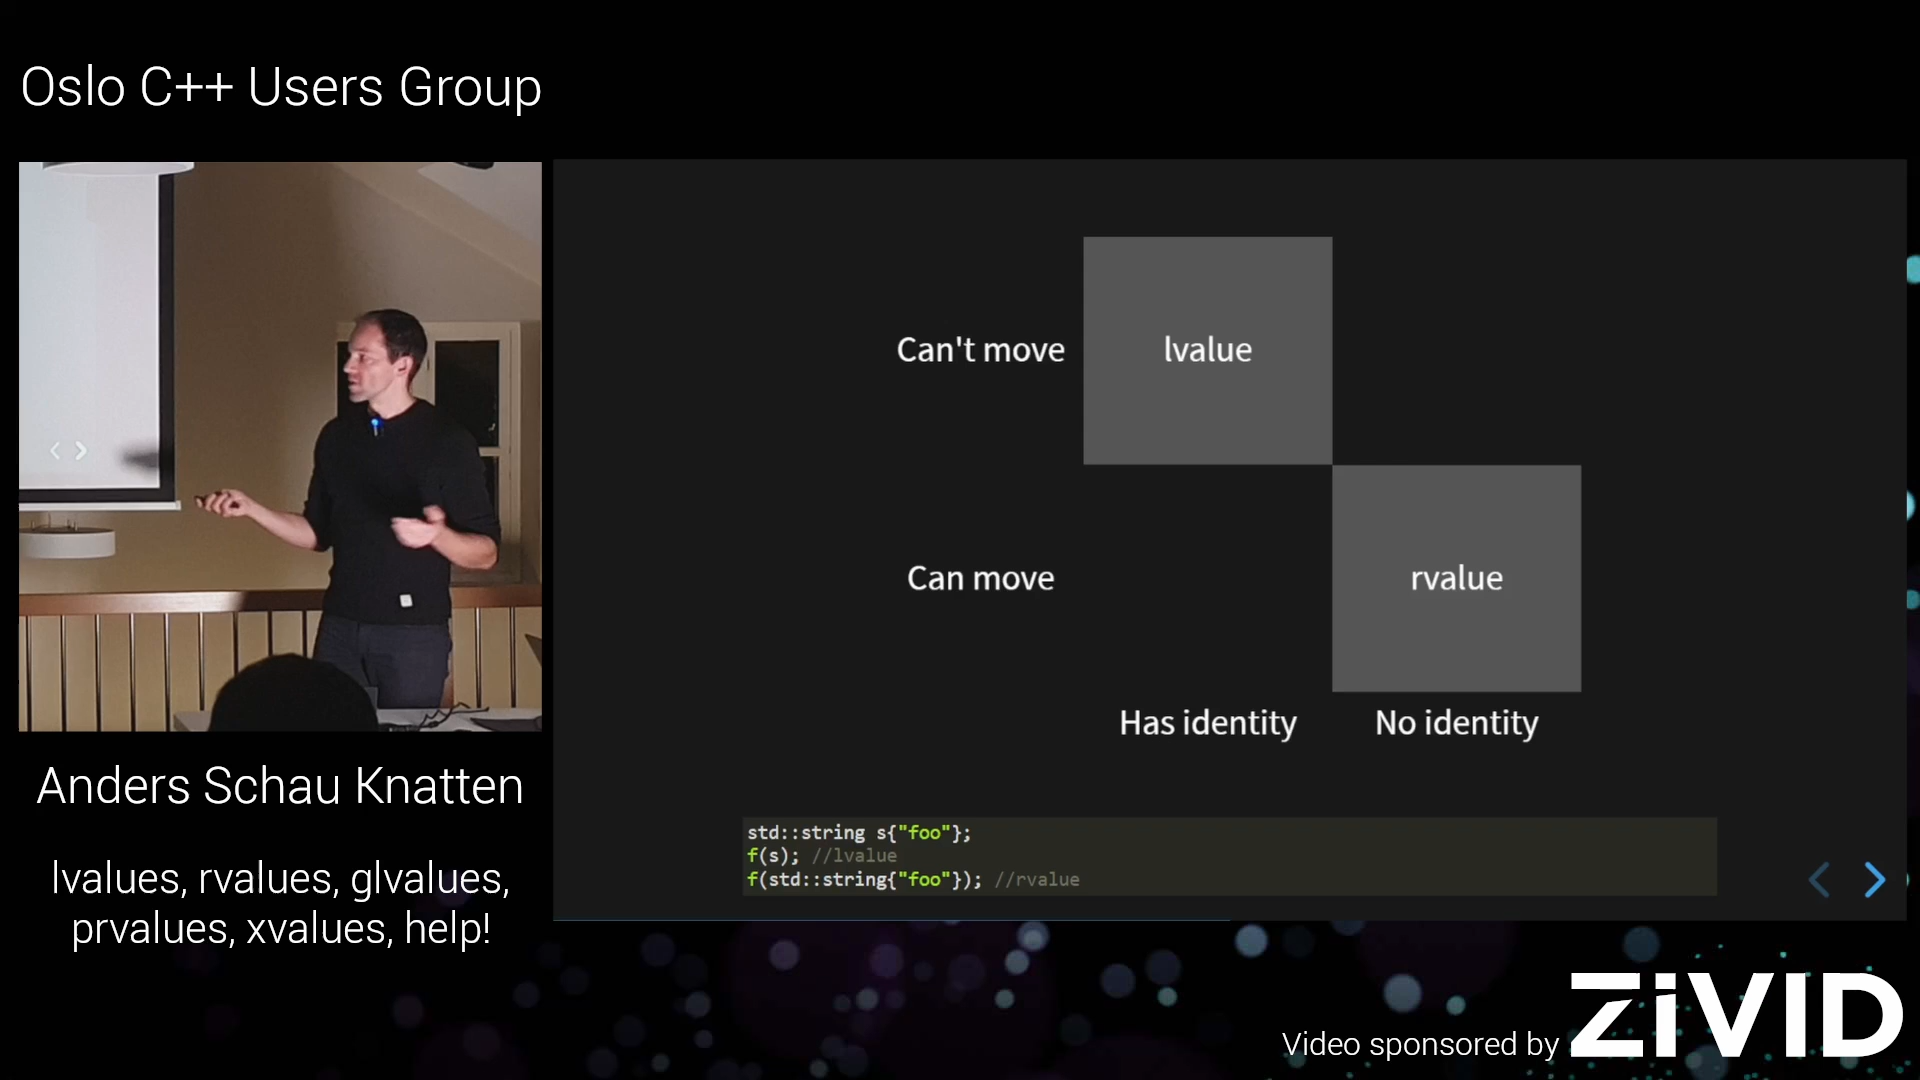 Oslo C++ Users Group
Can't move
lvalue
Can move
rvalue
Has identity
No identity
std::string s{"foo"};
f(s); //lvalue
f(std::string{"foo"}); //rvalue
Anders Schau Knatten
lvalues, rvalues, glvalues,
prvalues, xvalues, help!
Video sponsored by
ZiVID